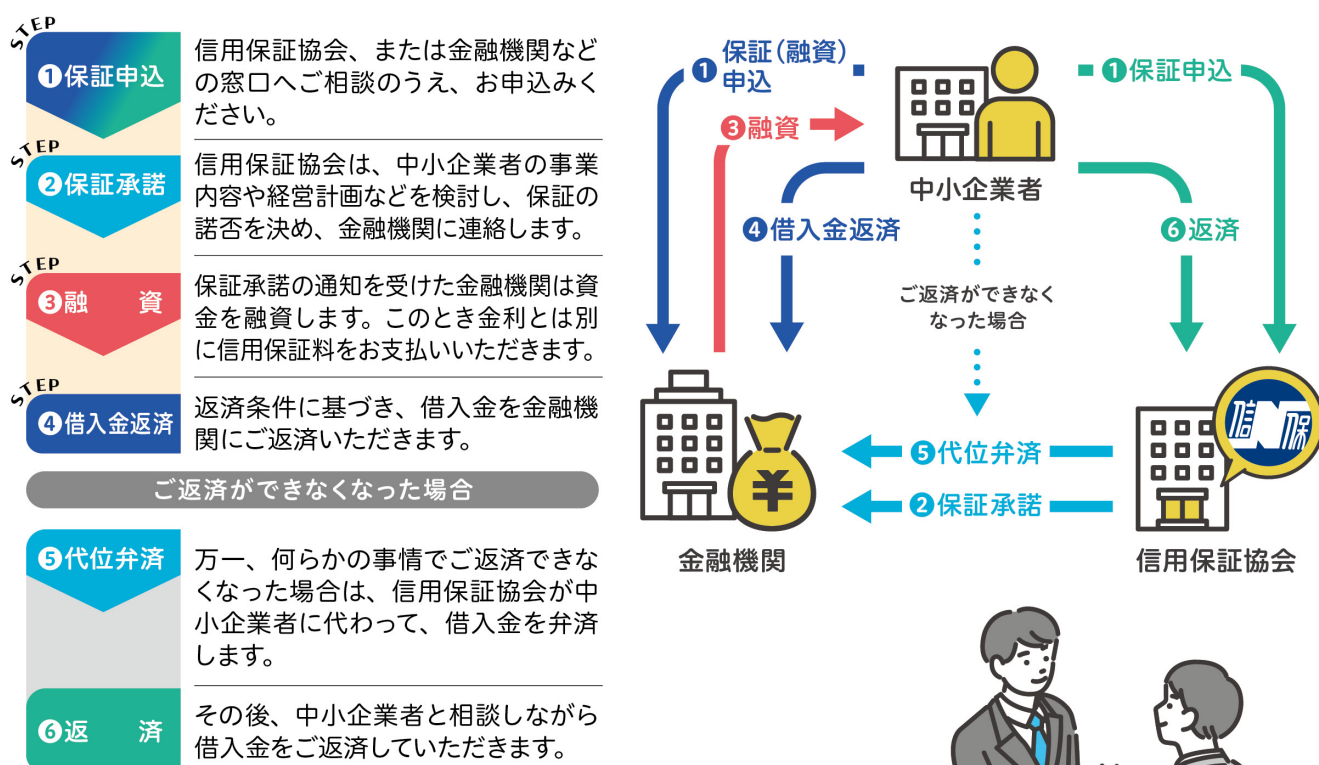 STEP
❶保証申込
信用保証協会、または金融機関など
の窓口へご相談のうえ、お申込みく
ださい。
STEP
❷保証承諾
信用保証協会は、中小企業者の事業
内容や経営計画などを検討し、保証の
諾否を決め、金融機関に連絡します。
STEP
❸融　資
保証承諾の通知を受けた金融機関は資
金を融資します。このとき金利とは別
に信用保証料をお支払いいただきます。
STEP
❹借入金返済
返済条件に基づき、借入金を金融機
関にご返済いただきます。
ご返済ができなくなった場合
❺代位弁済
万一、何らかの事情でご返済できな
くなった場合は、信用保証協会が中
小企業者に代わって、借入金を弁済
します。
❻返　済
その後、中小企業者と相談しながら
借入金をご返済していただきます。
❶保証(融資)
申込
❶保証申込
❸融資
中小企業者
❹借入金返済
❻返済
ご返済ができなく
なった場合
信N保
¥
❺代位弁済
❷保証承諾
金融機関
信用保証協会